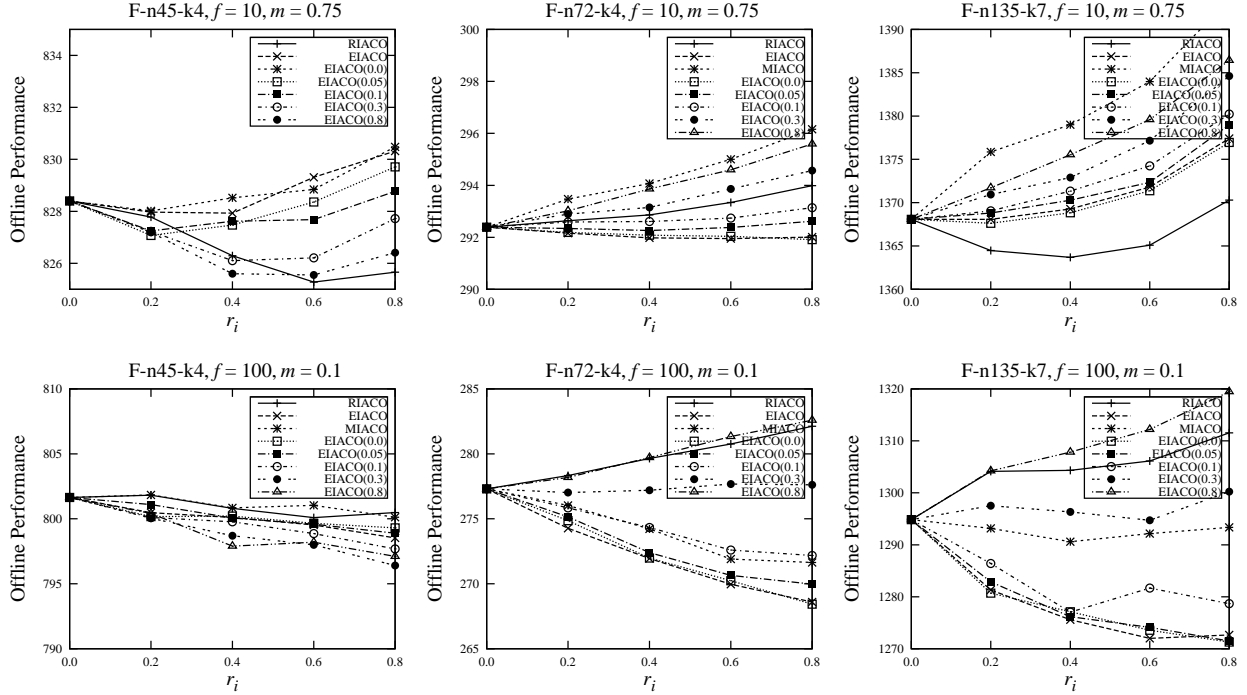 F-n45-k4, f = 10, m = 0.75
Offline Performance
835
830
828
826
0.0 0.2 0.4 0.6 0.8
r_i
RIACO
EIACO
EIACO(0.0)
EIACO(0.05)
EIACO(0.1)
EIACO(0.3)
EIACO(0.8)
F-n72-k4, f = 10, m = 0.75
Offline Performance
300
298
296
294
292
290
0.0 0.2 0.4 0.6 0.8
r_i
RIACO
EIACO
MIACO
EIACO(0.0)
EIACO(0.05)
EIACO(0.1)
EIACO(0.3)
EIACO(0.8)
F-n135-k7, f = 10, m = 0.75
Offline Performance
1390
1385
1380
1370
1368
1365
1360
0.0 0.2 0.4 0.6 0.8
r_i
RIACO
EIACO
MIACO
EIACO(0.0)
EIACO(0.05)
EIACO(0.1)
EIACO(0.3)
EIACO(0.8)
F-n45-k4, f = 100, m = 0.1
Offline Performance
810
805
800
795
790
0.0 0.2 0.4 0.6 0.8
r_i
RIACO
EIACO
MIACO
EIACO(0.0)
EIACO(0.05)
EIACO(0.1)
EIACO(0.3)
EIACO(0.8)
F-n72-k4, f = 100, m = 0.1
Offline Performance
285
280
275
270
265
0.0 0.2 0.4 0.6 0.8
r_i
RIACO
EIACO
MIACO
EIACO(0.0)
EIACO(0.05)
EIACO(0.1)
EIACO(0.3)
EIACO(0.8)
F-n135-k7, f = 100, m = 0.1
Offline Performance
1320
1310
1300
1290
1280
1270
0.0 0.2 0.4 0.6 0.8
r_i
RIACO
EIACO
MIACO
EIACO(0.0)
EIACO(0.05)
EIACO(0.1)
EIACO(0.3)
EIACO(0.8)